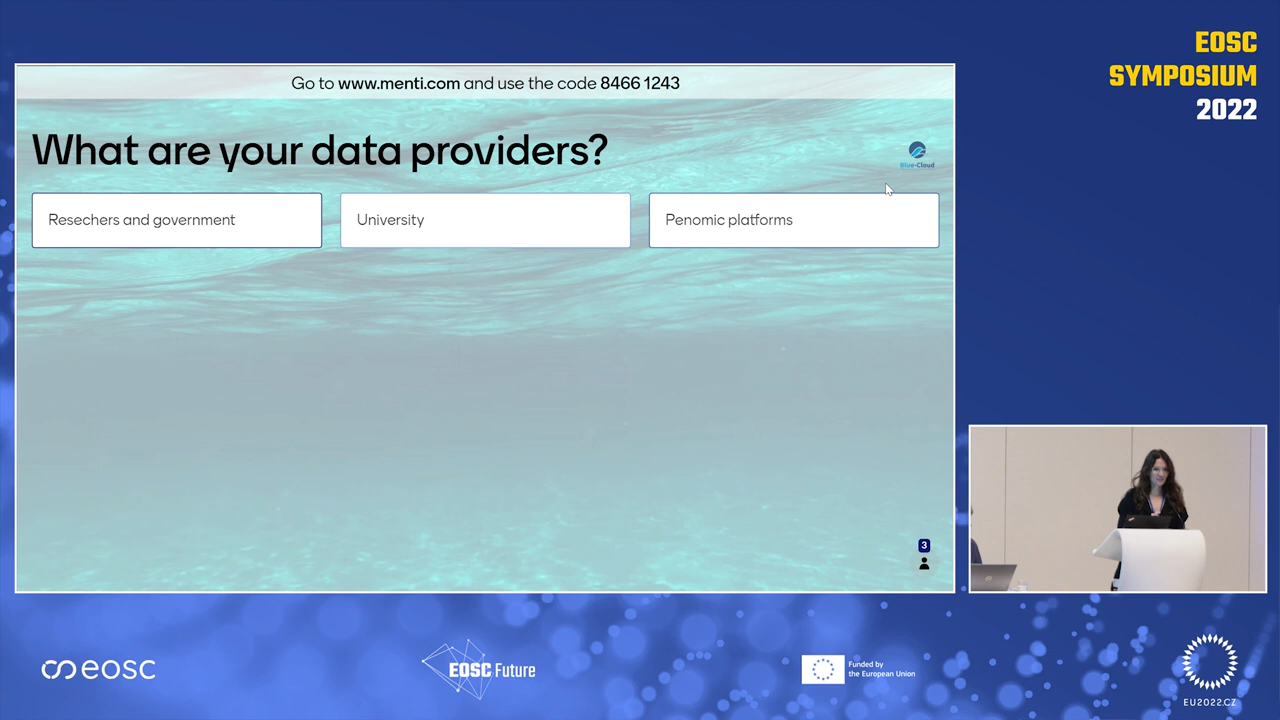 EOSC
SYMPOSIUM
2022
Go to www.menti.com and use the code 8466 1243
What are your data providers?
Blue-Cloud
Resechers and government
University
Penomic platforms
3
eosc
EOSC Future
Funded by
the European Union
EU2022.CZ